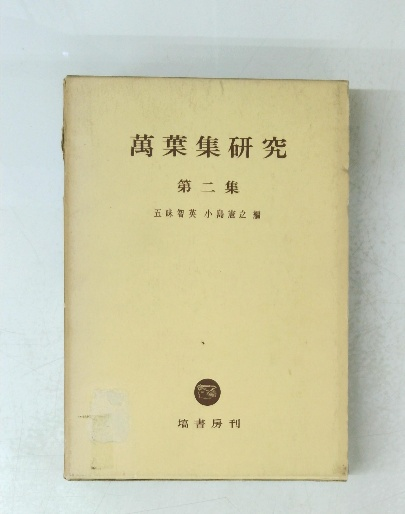 萬葉集研究
第二集
五味智英 小島憲之 編
塙書房刊